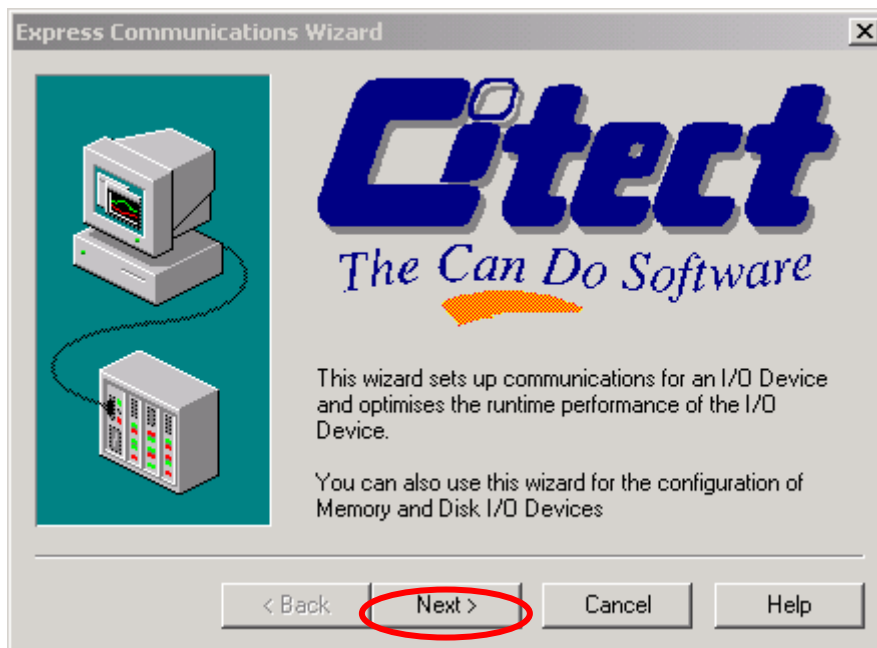 Express Communications Wizard
Citect
The Can Do Software
This wizard sets up communications for an I/O Device
and optimises the runtime performance of the I/O
Device.
You can also use this wizard for the configuration of
Memory and Disk I/O Devices
< Back
Next >
Cancel
Help